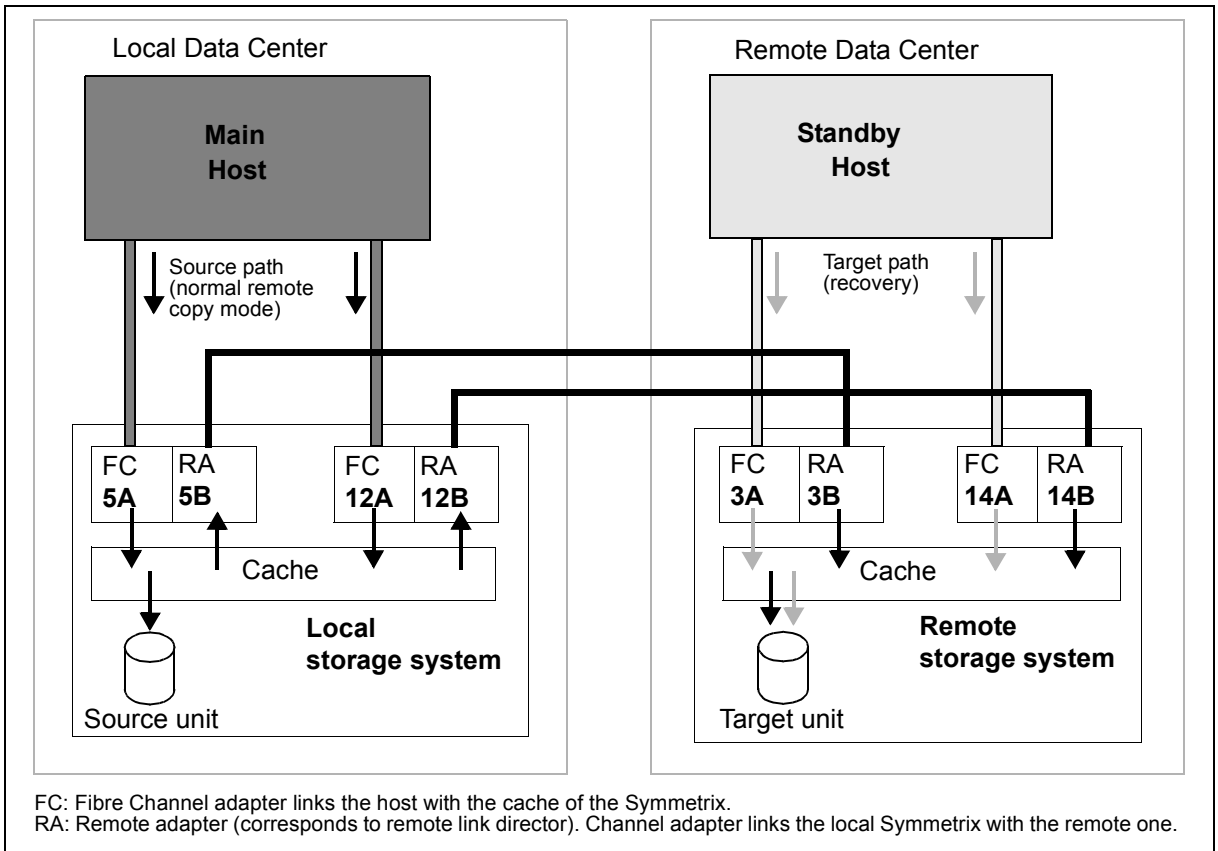 Local Data Center
Remote Data Center
Main
Host
Standby
Host
Source path
(normal remote
copy mode)
Target path
(recovery)
FC
5A
RA
5B
FC
12A
RA
12B
FC
3A
RA
3B
FC
14A
RA
14B
Cache
Cache
Local
storage system
Remote
storage system
Source unit
Target unit
FC: Fibre Channel adapter links the host with the cache of the Symmetrix.
RA: Remote adapter (corresponds to remote link director). Channel adapter links the local Symmetrix with the remote one.